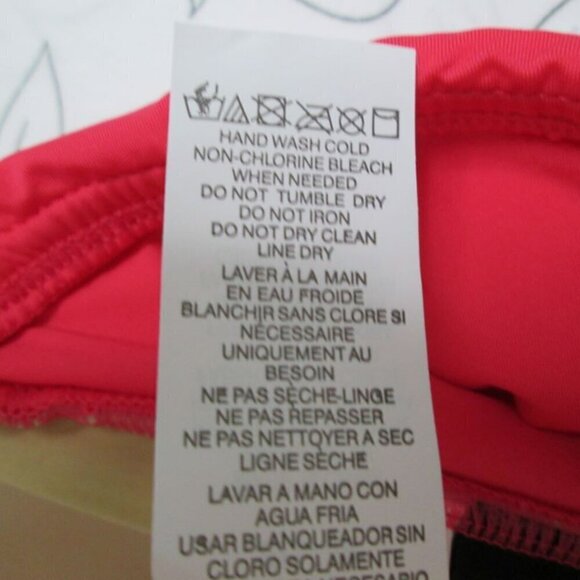 HAND WASH COLD
NON-CHLORINE BLEACH
WHEN NEEDED
DO NOT TUMBLE DRY
DO NOT IRON
DO NOT DRY CLEAN
LINE DRY
LAVER À LA MAIN
EN EAU FROIDE
BLANCHIR SANS CLORE SI
NÉCESSAIRE
UNIQUEMENT AU
BESOIN
NE PAS SÈCHE-LINGE
NE PAS REPASSER
NE PAS NETTOYER A SEC
LIGNE SÈCHE
LAVAR A MANO CON
AGUA FRIA
USAR BLANQUEADOR SIN
CLORO SOLAMENTE